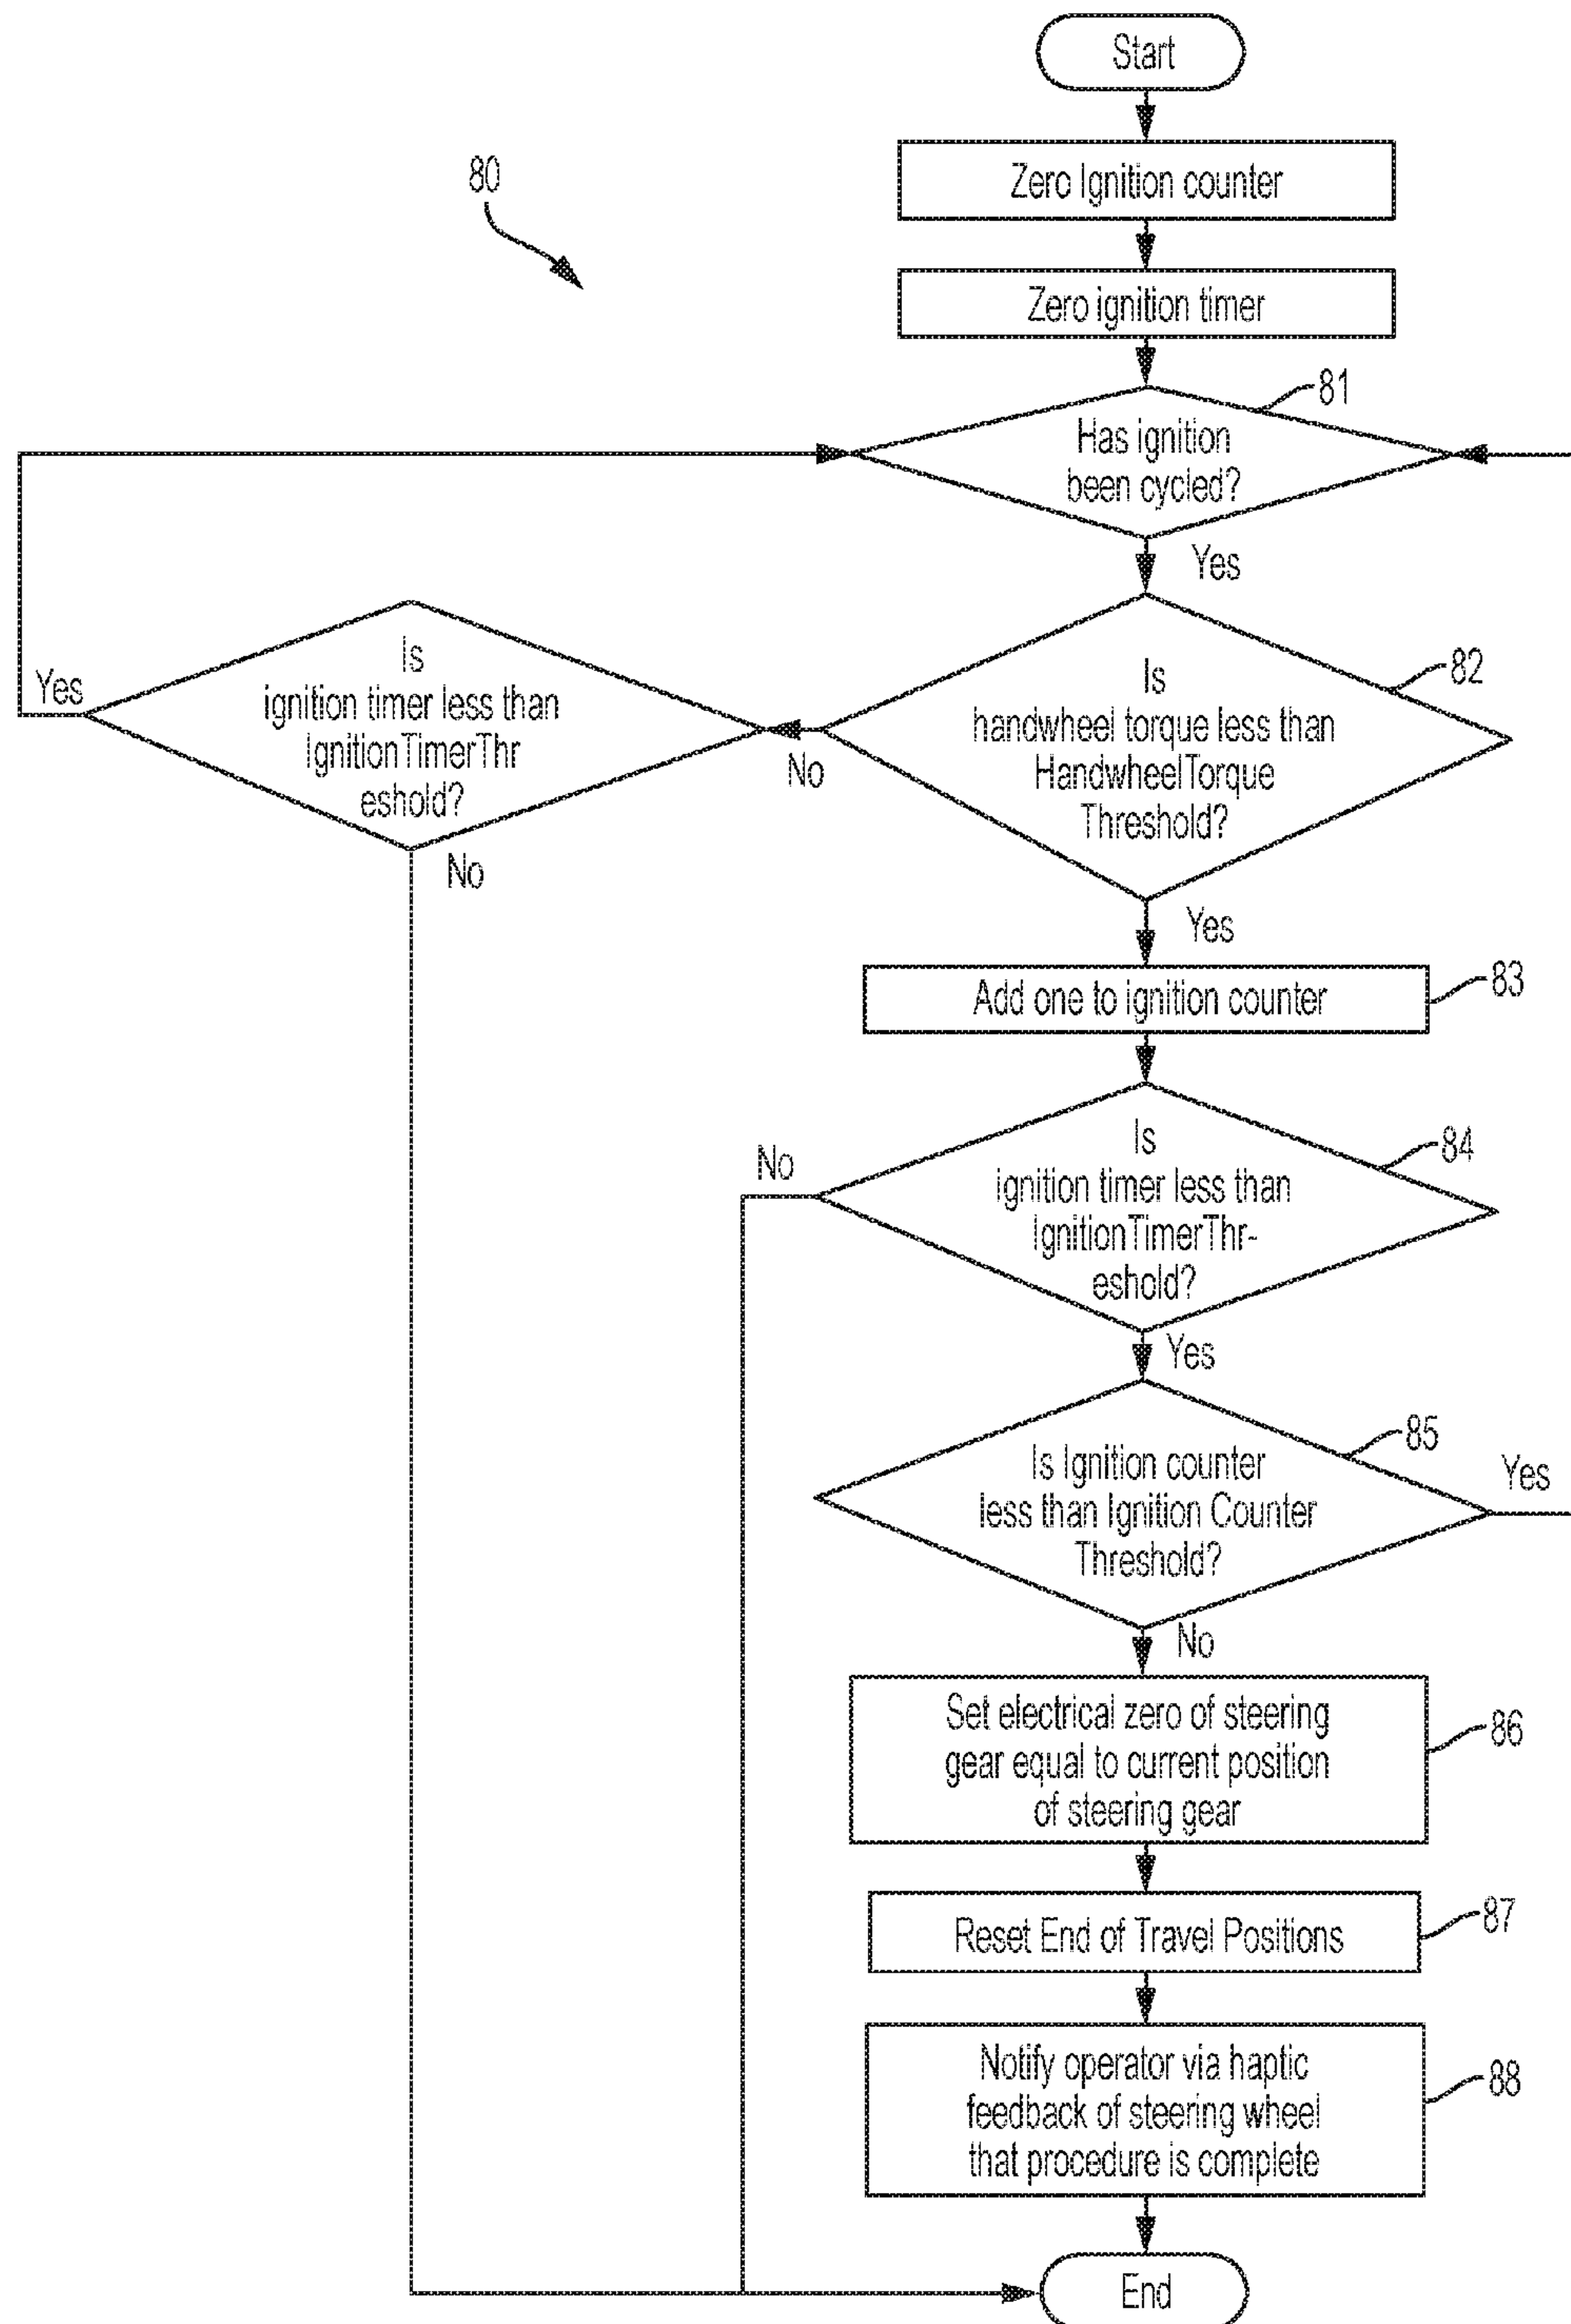 Start
Zero Ignition counter
80
Zero ignition timer
81
Has ignition
been cycled?
Yes
Is
ignition timer less than
IgnitionTimerThr
eshold?
Yes
No
Is
handwheel torque less than
HandwheelTorque
Threshold?
82
No
Yes
Add one to ignition counter
83
Is
ignition timer less than
IgnitionTimerThr-
eshold?
84
No
Yes
Is Ignition counter
less than Ignition Counter
Threshold?
85
Yes
No
Set electrical zero of steering
gear equal to current position
of steering gear
86
Reset End of Travel Positions
87
Notify operator via haptic
feedback of steering wheel
that procedure is complete
88
End